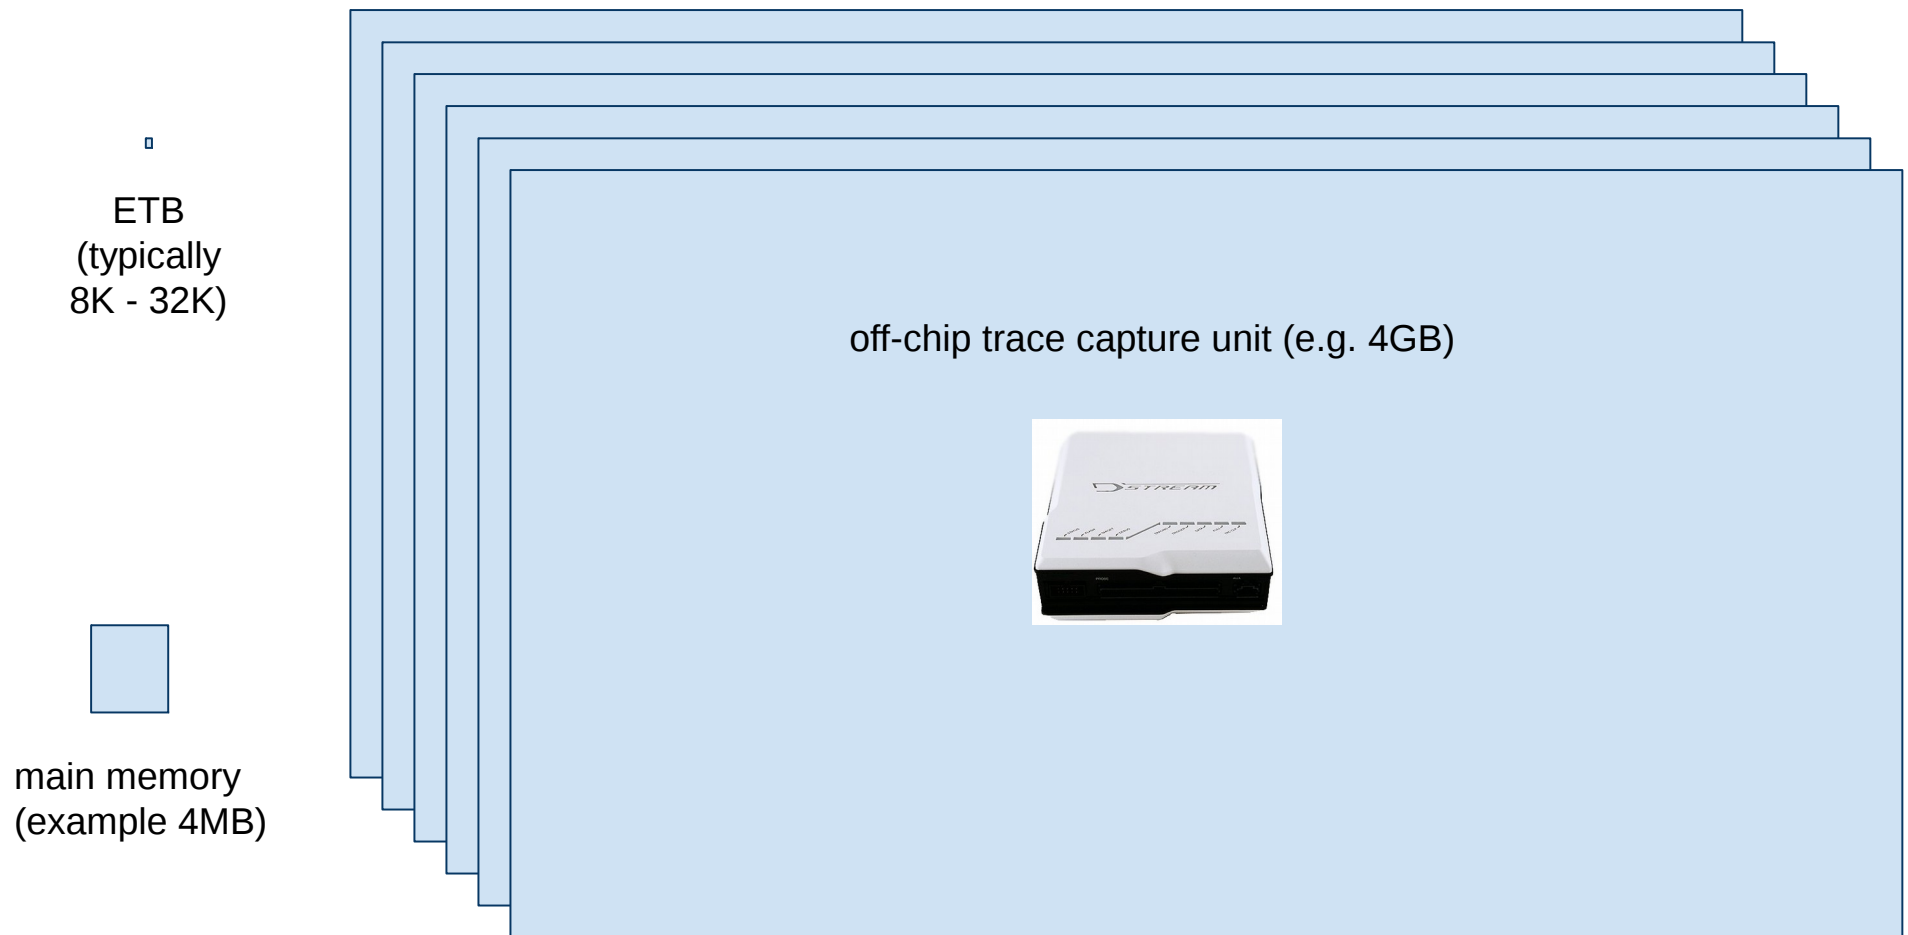 ETB
(typically
8K - 32K)
off-chip trace capture unit (e.g. 4GB)
DSTREAM
main memory
(example 4MB)